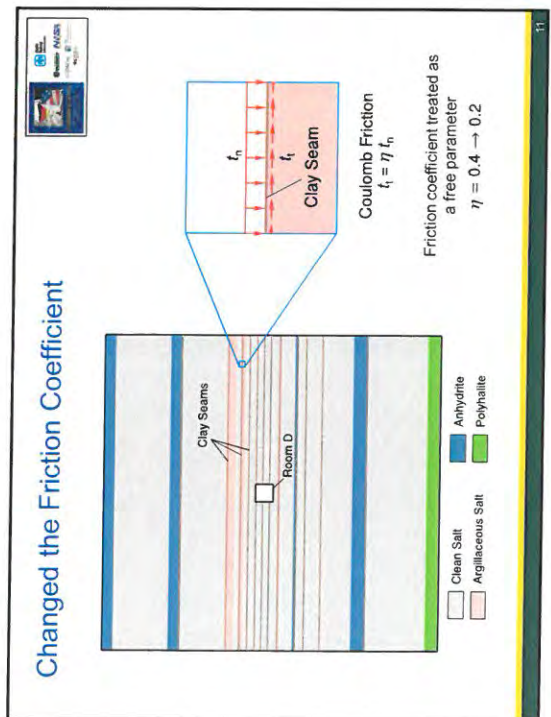 Changed the Friction Coefficient
Clay Seams
Room D
tₙ
tₜ
Clay Seam
Coulomb Friction
tₜ = η tₙ
Friction coefficient treated as
a free parameter
η = 0.4 → 0.2
Clean Salt
Argillaceous Salt
Anhydrite
Polyhalite
11